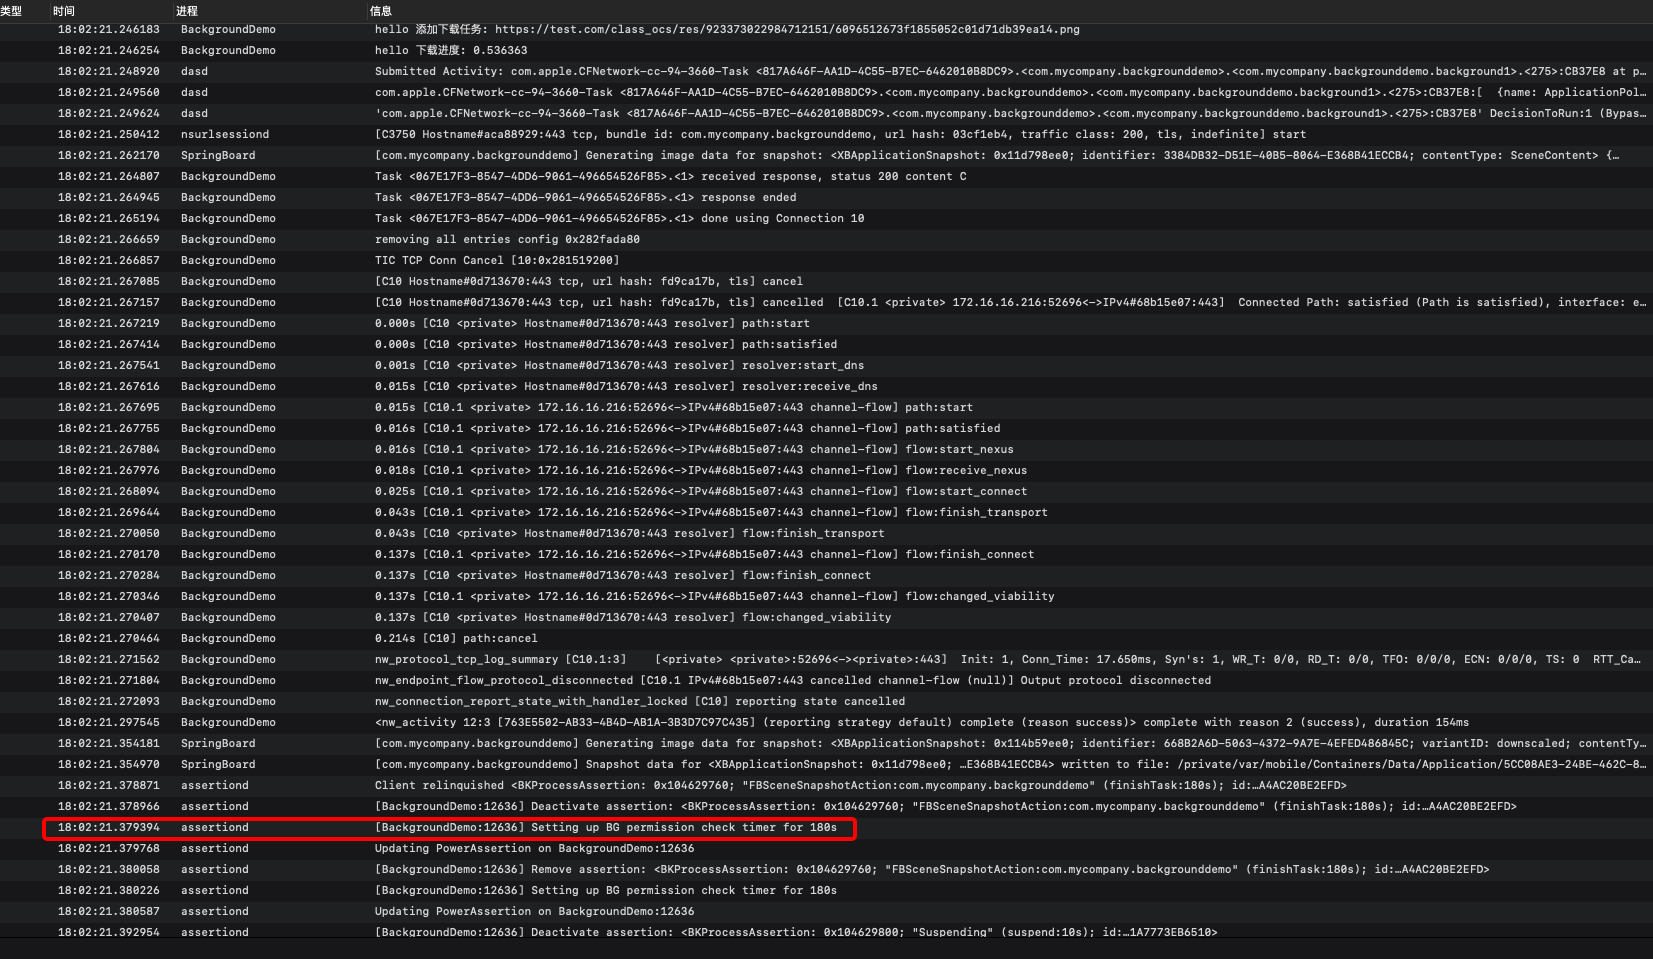 类型 时间 进程 信息
18:02:21.246183 BackgroundDemo hello 添加下载任务: https://test.com/class_ocs/res/923373022984712151/6096512673f1855052c01d71db39ea14.png
18:02:21.246254 BackgroundDemo hello 下载进度: 0.536363
18:02:21.248920 dasd Submitted Activity: com.apple.CFNetwork-cc-94-3660-Task <817A646F-AA1D-4C55-B7EC-6462010B8DC9>.<com.mycompany.backgrounddemo>.<com.mycompany.backgrounddemo.background1>.<275>:CB37E8 at p…
18:02:21.249560 dasd com.apple.CFNetwork-cc-94-3660-Task <817A646F-AA1D-4C55-B7EC-6462010B8DC9>.<com.mycompany.backgrounddemo>.<com.mycompany.backgrounddemo.background1>.<275>:CB37E8:[ {name: ApplicationPol…
18:02:21.249624 dasd 'com.apple.CFNetwork-cc-94-3660-Task <817A646F-AA1D-4C55-B7EC-6462010B8DC9>.<com.mycompany.backgrounddemo>.<com.mycompany.backgrounddemo.background1>.<275>:CB37E8' DecisionToRun:1 (Bypas…
18:02:21.250412 nsurlsessiond [C3750 Hostname#aca88929:443 tcp, bundle id: com.mycompany.backgrounddemo, url hash: 03cf1eb4, traffic class: 200, tls, indefinite] start
18:02:21.262170 SpringBoard [com.mycompany.backgrounddemo] Generating image data for snapshot: <XBApplicationSnapshot: 0x11d798ee0; identifier: 3384DB32-D51E-40B5-8064-E368B41ECCB4; contentType: SceneContent> {…
18:02:21.264807 BackgroundDemo Task <067E17F3-8547-4DD6-9061-496654526F85>.<1> received response, status 200 content C
18:02:21.264945 BackgroundDemo Task <067E17F3-8547-4DD6-9061-496654526F85>.<1> response ended
18:02:21.265194 BackgroundDemo Task <067E17F3-8547-4DD6-9061-496654526F85>.<1> done using Connection 10
18:02:21.266659 BackgroundDemo removing all entries config 0x282fada80
18:02:21.266857 BackgroundDemo TIC TCP Conn Cancel [10:0x281519200]
18:02:21.267085 BackgroundDemo [C10 Hostname#0d713670:443 tcp, url hash: fd9ca17b, tls] cancel
18:02:21.267157 BackgroundDemo [C10 Hostname#0d713670:443 tcp, url hash: fd9ca17b, tls] cancelled [C10.1 <private> 172.16.16.216:52696<->IPv4#68b15e07:443] Connected Path: satisfied (Path is satisfied), interface: e…
18:02:21.267219 BackgroundDemo 0.000s [C10 <private> Hostname#0d713670:443 resolver] path:start
18:02:21.267414 BackgroundDemo 0.000s [C10 <private> Hostname#0d713670:443 resolver] path:satisfied
18:02:21.267541 BackgroundDemo 0.001s [C10 <private> Hostname#0d713670:443 resolver] resolver:start_dns
18:02:21.267616 BackgroundDemo 0.015s [C10 <private> Hostname#0d713670:443 resolver] resolver:receive_dns
18:02:21.267695 BackgroundDemo 0.015s [C10.1 <private> 172.16.16.216:52696<->IPv4#68b15e07:443 channel-flow] path:start
18:02:21.267755 BackgroundDemo 0.016s [C10.1 <private> 172.16.16.216:52696<->IPv4#68b15e07:443 channel-flow] path:satisfied
18:02:21.267804 BackgroundDemo 0.016s [C10.1 <private> 172.16.16.216:52696<->IPv4#68b15e07:443 channel-flow] flow:start_nexus
18:02:21.267976 BackgroundDemo 0.018s [C10.1 <private> 172.16.16.216:52696<->IPv4#68b15e07:443 channel-flow] flow:receive_nexus
18:02:21.268094 BackgroundDemo 0.025s [C10.1 <private> 172.16.16.216:52696<->IPv4#68b15e07:443 channel-flow] flow:start_connect
18:02:21.269644 BackgroundDemo 0.043s [C10.1 <private> 172.16.16.216:52696<->IPv4#68b15e07:443 channel-flow] flow:finish_transport
18:02:21.270050 BackgroundDemo 0.043s [C10 <private> Hostname#0d713670:443 resolver] flow:finish_transport
18:02:21.270170 BackgroundDemo 0.137s [C10.1 <private> 172.16.16.216:52696<->IPv4#68b15e07:443 channel-flow] flow:finish_connect
18:02:21.270284 BackgroundDemo 0.137s [C10 <private> Hostname#0d713670:443 resolver] flow:finish_connect
18:02:21.270346 BackgroundDemo 0.137s [C10.1 <private> 172.16.16.216:52696<->IPv4#68b15e07:443 channel-flow] flow:changed_viability
18:02:21.270407 BackgroundDemo 0.137s [C10 <private> Hostname#0d713670:443 resolver] flow:changed_viability
18:02:21.270464 BackgroundDemo 0.214s [C10] path:cancel
18:02:21.271562 BackgroundDemo nw_protocol_tcp_log_summary [C10.1:3] [<private> <private>:52696<-><private>:443] Init: 1, Conn_Time: 17.650ms, Syn's: 1, WR_T: 0/0, RD_T: 0/0, TFO: 0/0/0, ECN: 0/0/0, TS: 0 RTT_Ca…
18:02:21.271804 BackgroundDemo nw_endpoint_flow_protocol_disconnected [C10.1 IPv4#68b15e07:443 cancelled channel-flow (null)] Output protocol disconnected
18:02:21.272093 BackgroundDemo nw_connection_report_state_with_handler_locked [C10] reporting state cancelled
18:02:21.297545 BackgroundDemo <nw_activity 12:3 [763E5502-AB33-4B4D-AB1A-3B3D7C97C435] (reporting strategy default) complete (reason success)> complete with reason 2 (success), duration 154ms
18:02:21.354181 SpringBoard [com.mycompany.backgrounddemo] Generating image data for snapshot: <XBApplicationSnapshot: 0x114b59ee0; identifier: 668B2A6D-5063-4372-9A7E-4EFED486845C; variantID: downscaled; contentTy…
18:02:21.354970 SpringBoard [com.mycompany.backgrounddemo] Snapshot data for <XBApplicationSnapshot: 0x11d798ee0; …E368B41ECCB4> written to file: /private/var/mobile/Containers/Data/Application/5CC08AE3-24BE-462C-8…
18:02:21.378871 assertiond Client relinquished <BKProcessAssertion: 0x104629760; "FBSceneSnapshotAction:com.mycompany.backgrounddemo" (finishTask:180s); id:…A4AC20BE2EFD>
18:02:21.378966 assertiond [BackgroundDemo:12636] Deactivate assertion: <BKProcessAssertion: 0x104629760; "FBSceneSnapshotAction:com.mycompany.backgrounddemo" (finishTask:180s); id:…A4AC20BE2EFD>
18:02:21.379394 assertiond [BackgroundDemo:12636] Setting up BG permission check timer for 180s
18:02:21.379768 assertiond Updating PowerAssertion on BackgroundDemo:12636
18:02:21.380058 assertiond [BackgroundDemo:12636] Remove assertion: <BKProcessAssertion: 0x104629760; "FBSceneSnapshotAction:com.mycompany.backgrounddemo" (finishTask:180s); id:…A4AC20BE2EFD>
18:02:21.380226 assertiond [BackgroundDemo:12636] Setting up BG permission check timer for 180s
18:02:21.380587 assertiond Updating PowerAssertion on BackgroundDemo:12636
18:02:21.392954 assertiond [BackgroundDemo:12636] Deactivate assertion: <BKProcessAssertion: 0x104629800; "Suspending" (suspend:10s); id:…1A7773EB6510>